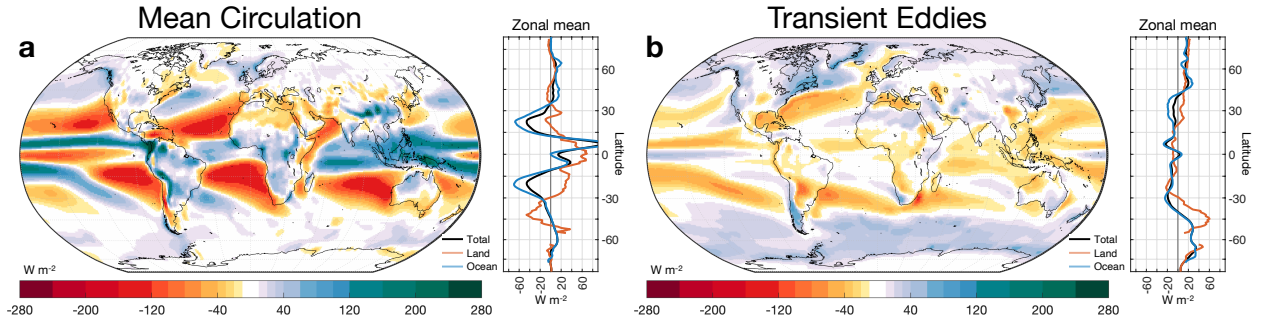 Mean Circulation
Transient Eddies
a
Zonal mean
60
30
0
-30
-60
Latitude
Total
Land
Ocean
-60
-20
20
60
W m-2
W m-2
-280 -200 -120 -40 40 120 200 280
b
Zonal mean
60
30
0
-30
-60
Latitude
Total
Land
Ocean
-60
-20
20
60
W m-2
W m-2
-280 -200 -120 -40 40 120 200 280